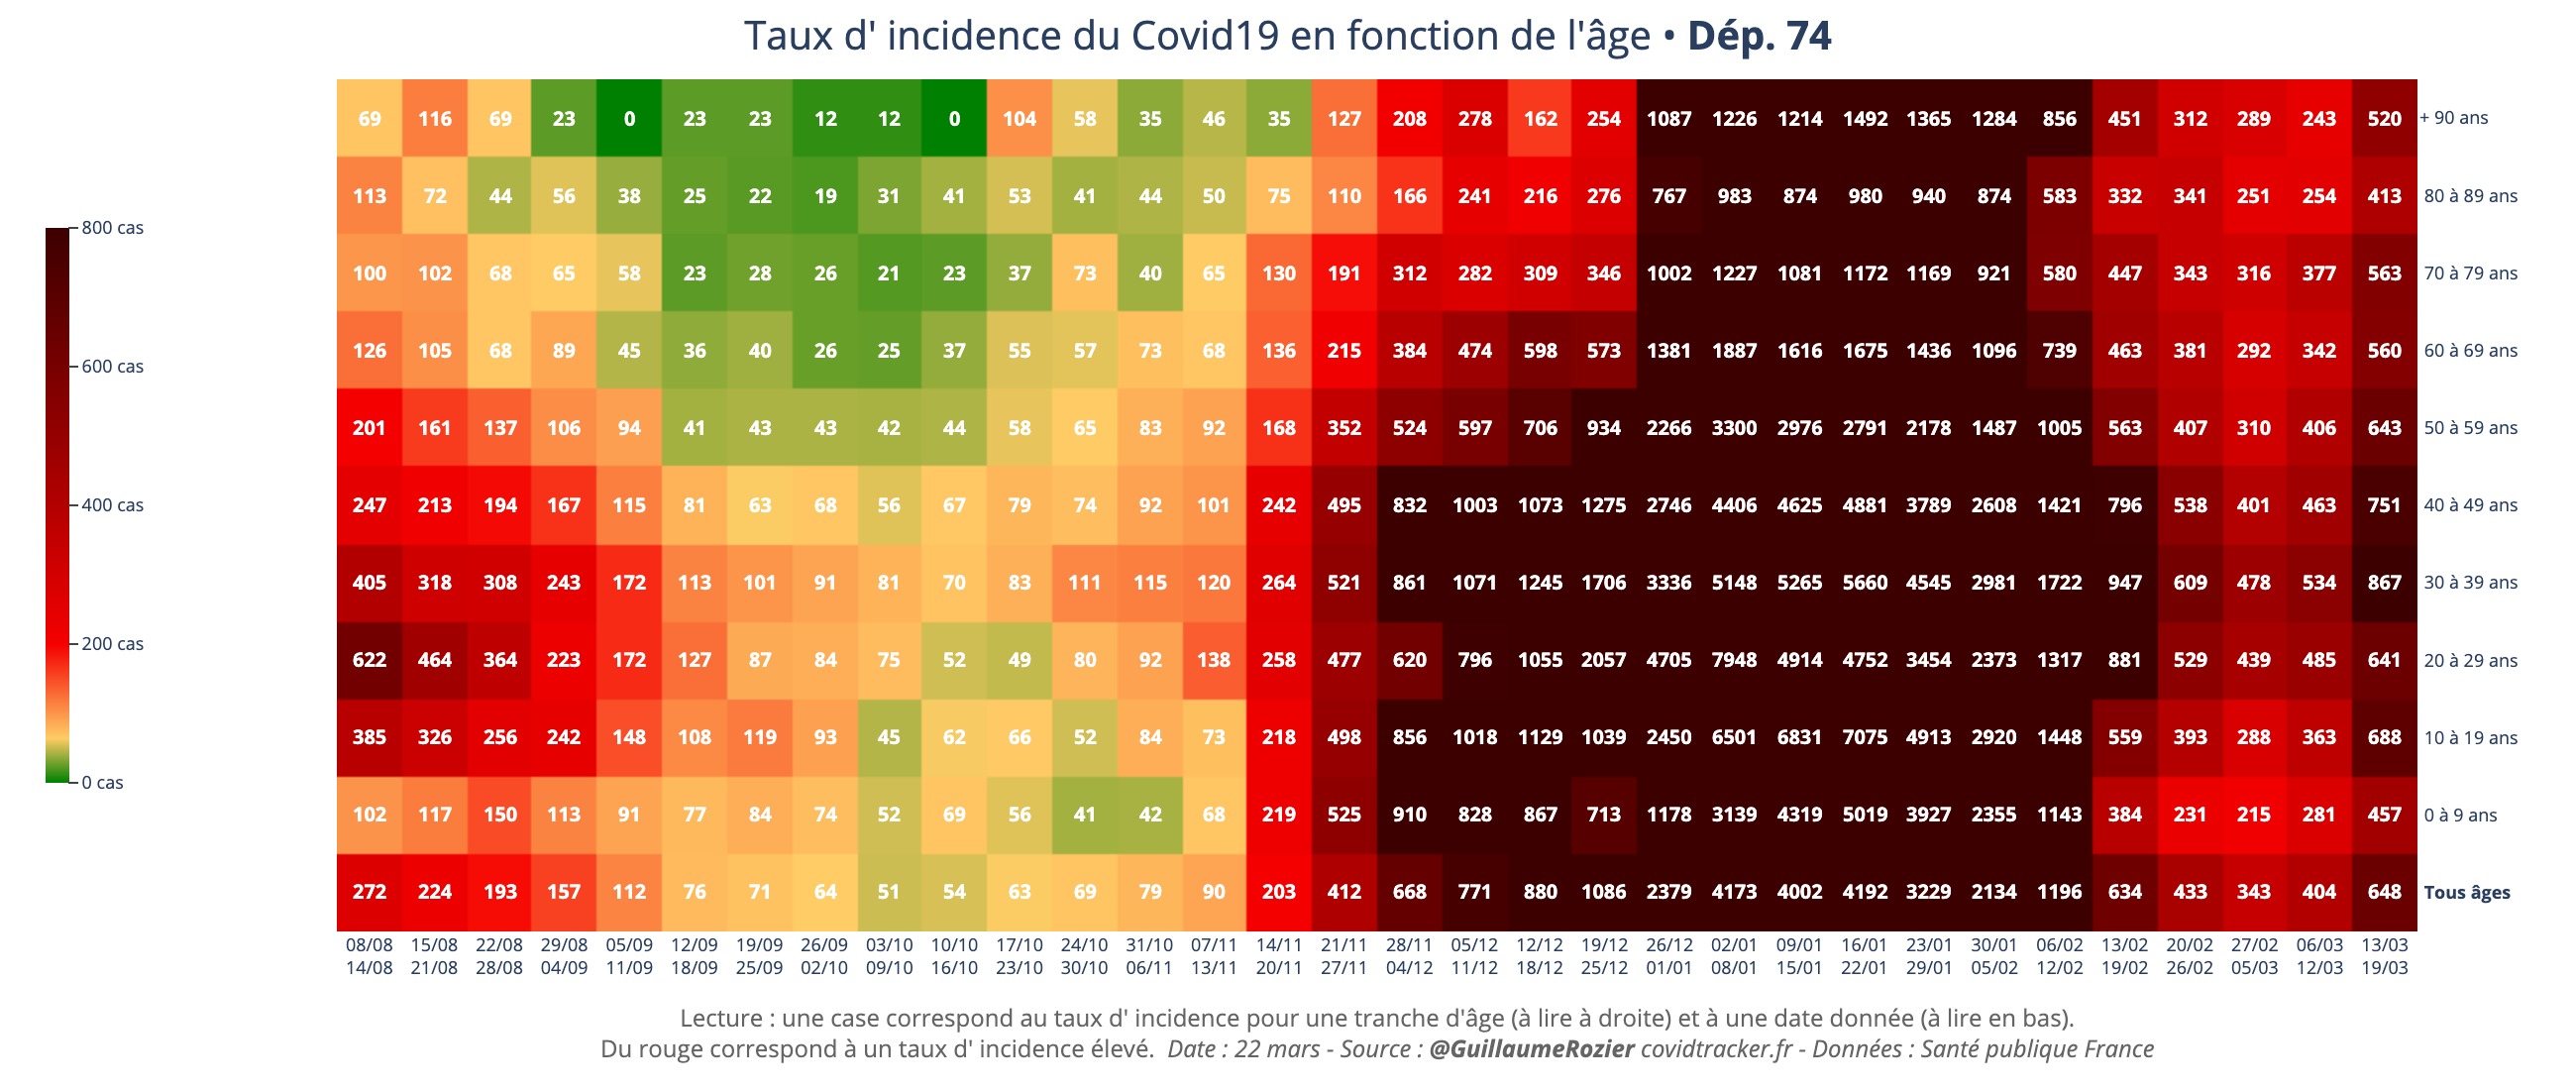 Taux d' incidence du Covid19 en fonction de l'âge • Dép. 74
69 116 69 23 0 23 23 12 12 0 104 58 35 46 35 127 208 278 162 254 1087 1226 1214 1492 1365 1284 856 451 312 289 243 520 + 90 ans
113 72 44 56 38 25 22 19 31 41 53 41 44 50 75 110 166 241 216 276 767 983 874 980 940 874 583 332 341 251 254 413 80 à 89 ans
800 cas
100 102 68 65 58 23 28 26 21 23 37 73 40 65 130 191 312 282 309 346 1002 1227 1081 1172 1169 921 580 447 343 316 377 563 70 à 79 ans
126 105 68 89 45 36 40 26 25 37 55 57 73 68 136 215 384 474 598 573 1381 1887 1616 1675 1436 1096 739 463 381 292 342 560 60 à 69 ans
600 cas
201 161 137 106 94 41 43 43 42 44 58 65 83 92 168 352 524 597 706 934 2266 3300 2976 2791 2178 1487 1005 563 407 310 406 643 50 à 59 ans
400 cas
247 213 194 167 115 81 63 68 56 67 79 74 92 101 242 495 832 1003 1073 1275 2746 4406 4625 4881 3789 2608 1421 796 538 401 463 751 40 à 49 ans
405 318 308 243 172 113 101 91 81 70 83 111 115 120 264 521 861 1071 1245 1706 3336 5148 5265 5660 4545 2981 1722 947 609 478 534 867 30 à 39 ans
200 cas
622 464 364 223 172 127 87 84 75 52 49 80 92 138 258 477 620 796 1055 2057 4705 7948 4914 4752 3454 2373 1317 881 529 439 485 641 20 à 29 ans
385 326 256 242 148 108 119 93 45 62 66 52 84 73 218 498 856 1018 1129 1039 2450 6501 6831 7075 4913 2920 1448 559 393 288 363 688 10 à 19 ans
0 cas
102 117 150 113 91 77 84 74 52 69 56 41 42 68 219 525 910 828 867 713 1178 3139 4319 5019 3927 2355 1143 384 231 215 281 457 0 à 9 ans
272 224 193 157 112 76 71 64 51 54 63 69 79 90 203 412 668 771 880 1086 2379 4173 4002 4192 3229 2134 1196 634 433 343 404 648 Tous âges
08/08 15/08 22/08 29/08 05/09 12/09 19/09 26/09 03/10 10/10 17/10 24/10 31/10 07/11 14/11 21/11 28/11 05/12 12/12 19/12 26/12 02/01 09/01 16/01 23/01 30/01 06/02 13/02 20/02 27/02 06/03 13/03
14/08 21/08 28/08 04/09 11/09 18/09 25/09 02/10 09/10 16/10 23/10 30/10 06/11 13/11 20/11 27/11 04/12 11/12 18/12 25/12 01/01 08/01 15/01 22/01 29/01 05/02 12/02 19/02 26/02 05/03 12/03 19/03
Lecture : une case correspond au taux d' incidence pour une tranche d'âge (à lire à droite) et à une date donnée (à lire en bas).
Du rouge correspond à un taux d' incidence élevé. Date : 22 mars - Source : @GuillaumeRozier covidtracker.fr - Données : Santé publique France